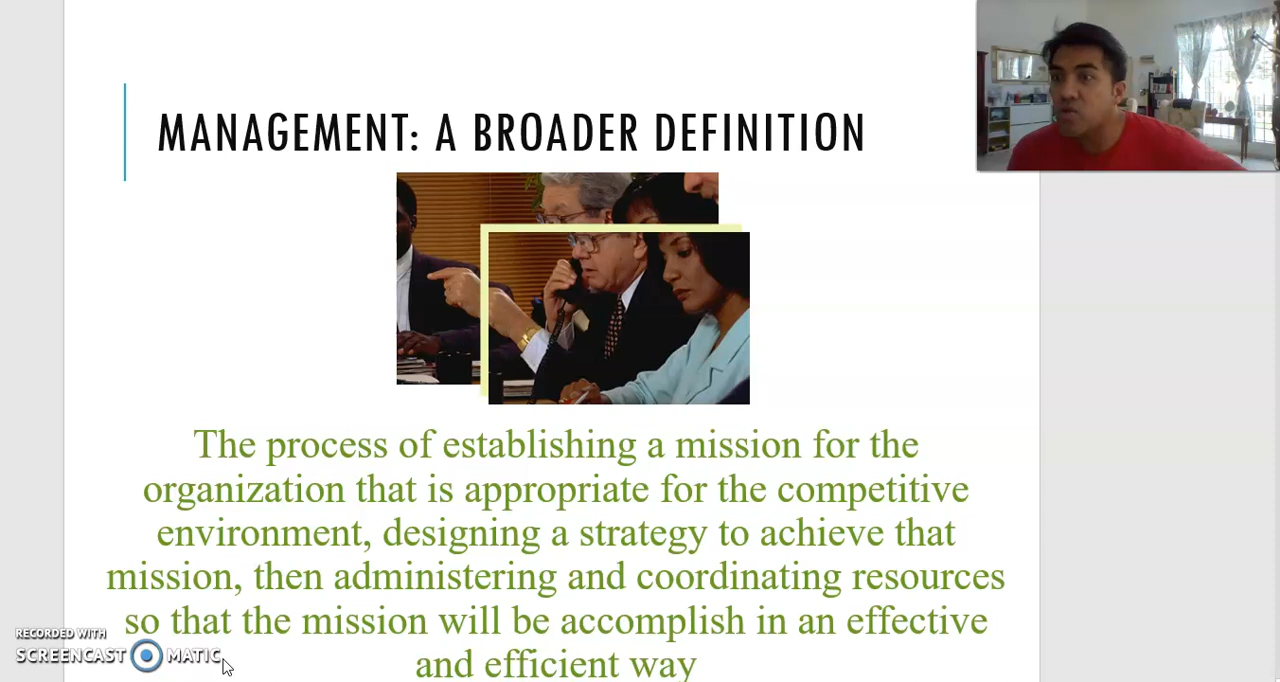 MANAGEMENT: A BROADER DEFINITION
The process of establishing a mission for the
organization that is appropriate for the competitive
environment, designing a strategy to achieve that
mission, then administering and coordinating resources
so that the mission will be accomplish in an effective
and efficient way
RECORDED WITH
SCREENCAST MATIC